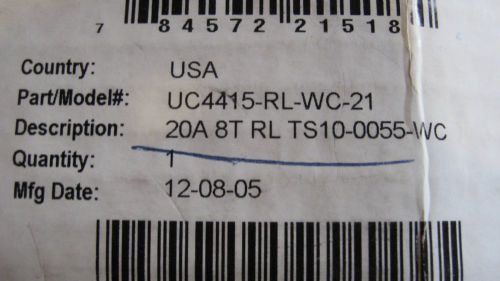 7 84572 21518
Country: USA
Part/Model#: UC4415-RL-WC-21
Description: 20A 8T RL TS10-0055-WC
Quantity: 1
Mfg Date: 12-08-05